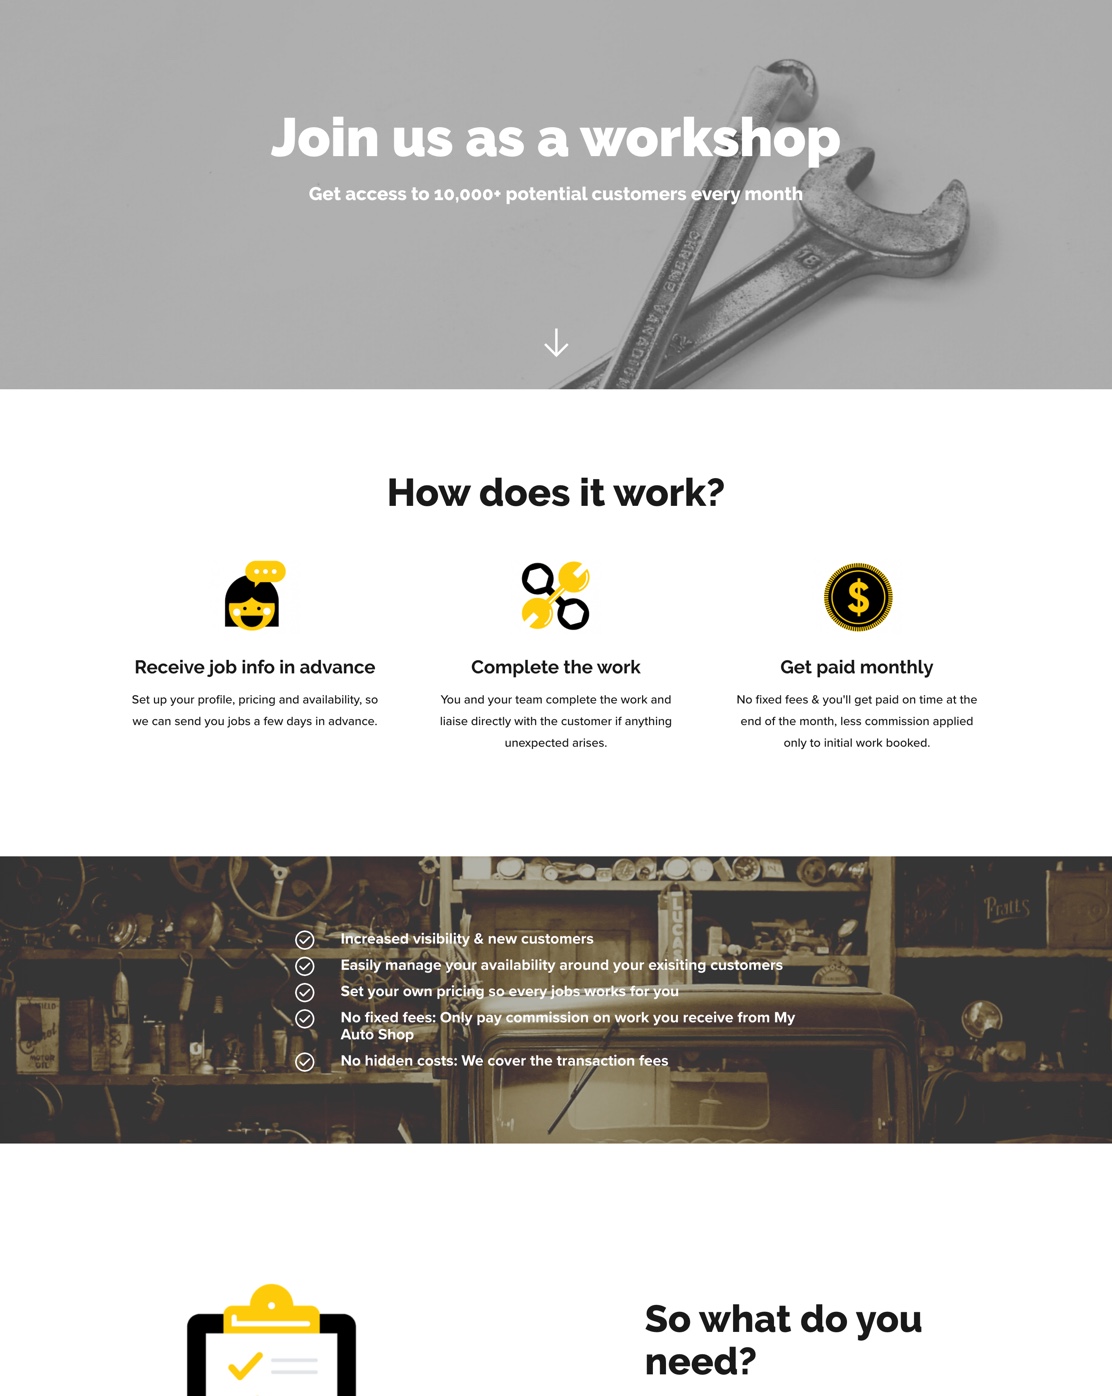 Join us as a workshop
Get access to 10,000+ potential customers every month
CHROME VANADIUM
18
How does it work?
Receive job info in advance
Set up your profile, pricing and availability, so
we can send you jobs a few days in advance.
Complete the work
You and your team complete the work and
liaise directly with the customer if anything
unexpected arises.
$
Get paid monthly
No fixed fees & you'll get paid on time at the
end of the month, less commission applied
only to initial work booked.
LUCAS
Pratts
Increased visibility & new customers
Easily manage your availability around your exisiting customers
Set your own pricing so every jobs works for you
No fixed fees: Only pay commission on work you receive from My
Auto Shop
No hidden costs: We cover the transaction fees
MOTOR
OIL
So what do you
need?